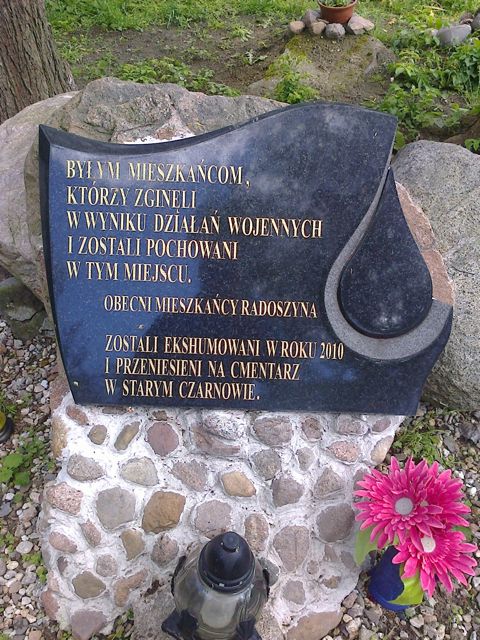 BYŁYM MIESZKAŃCOM,
KTÓRZY ZGINĘLI
W WYNIKU DZIAŁAŃ WOJENNYCH
I ZOSTALI POCHOWANI
W TYM MIEJSCU.
OBECNI MIESZKAŃCY RADOSZYNA
ZOSTALI EKSHUMOWANI W ROKU 2010
I PRZENIESIENI NA CMENTARZ
W STARYM CZARNOWIE.